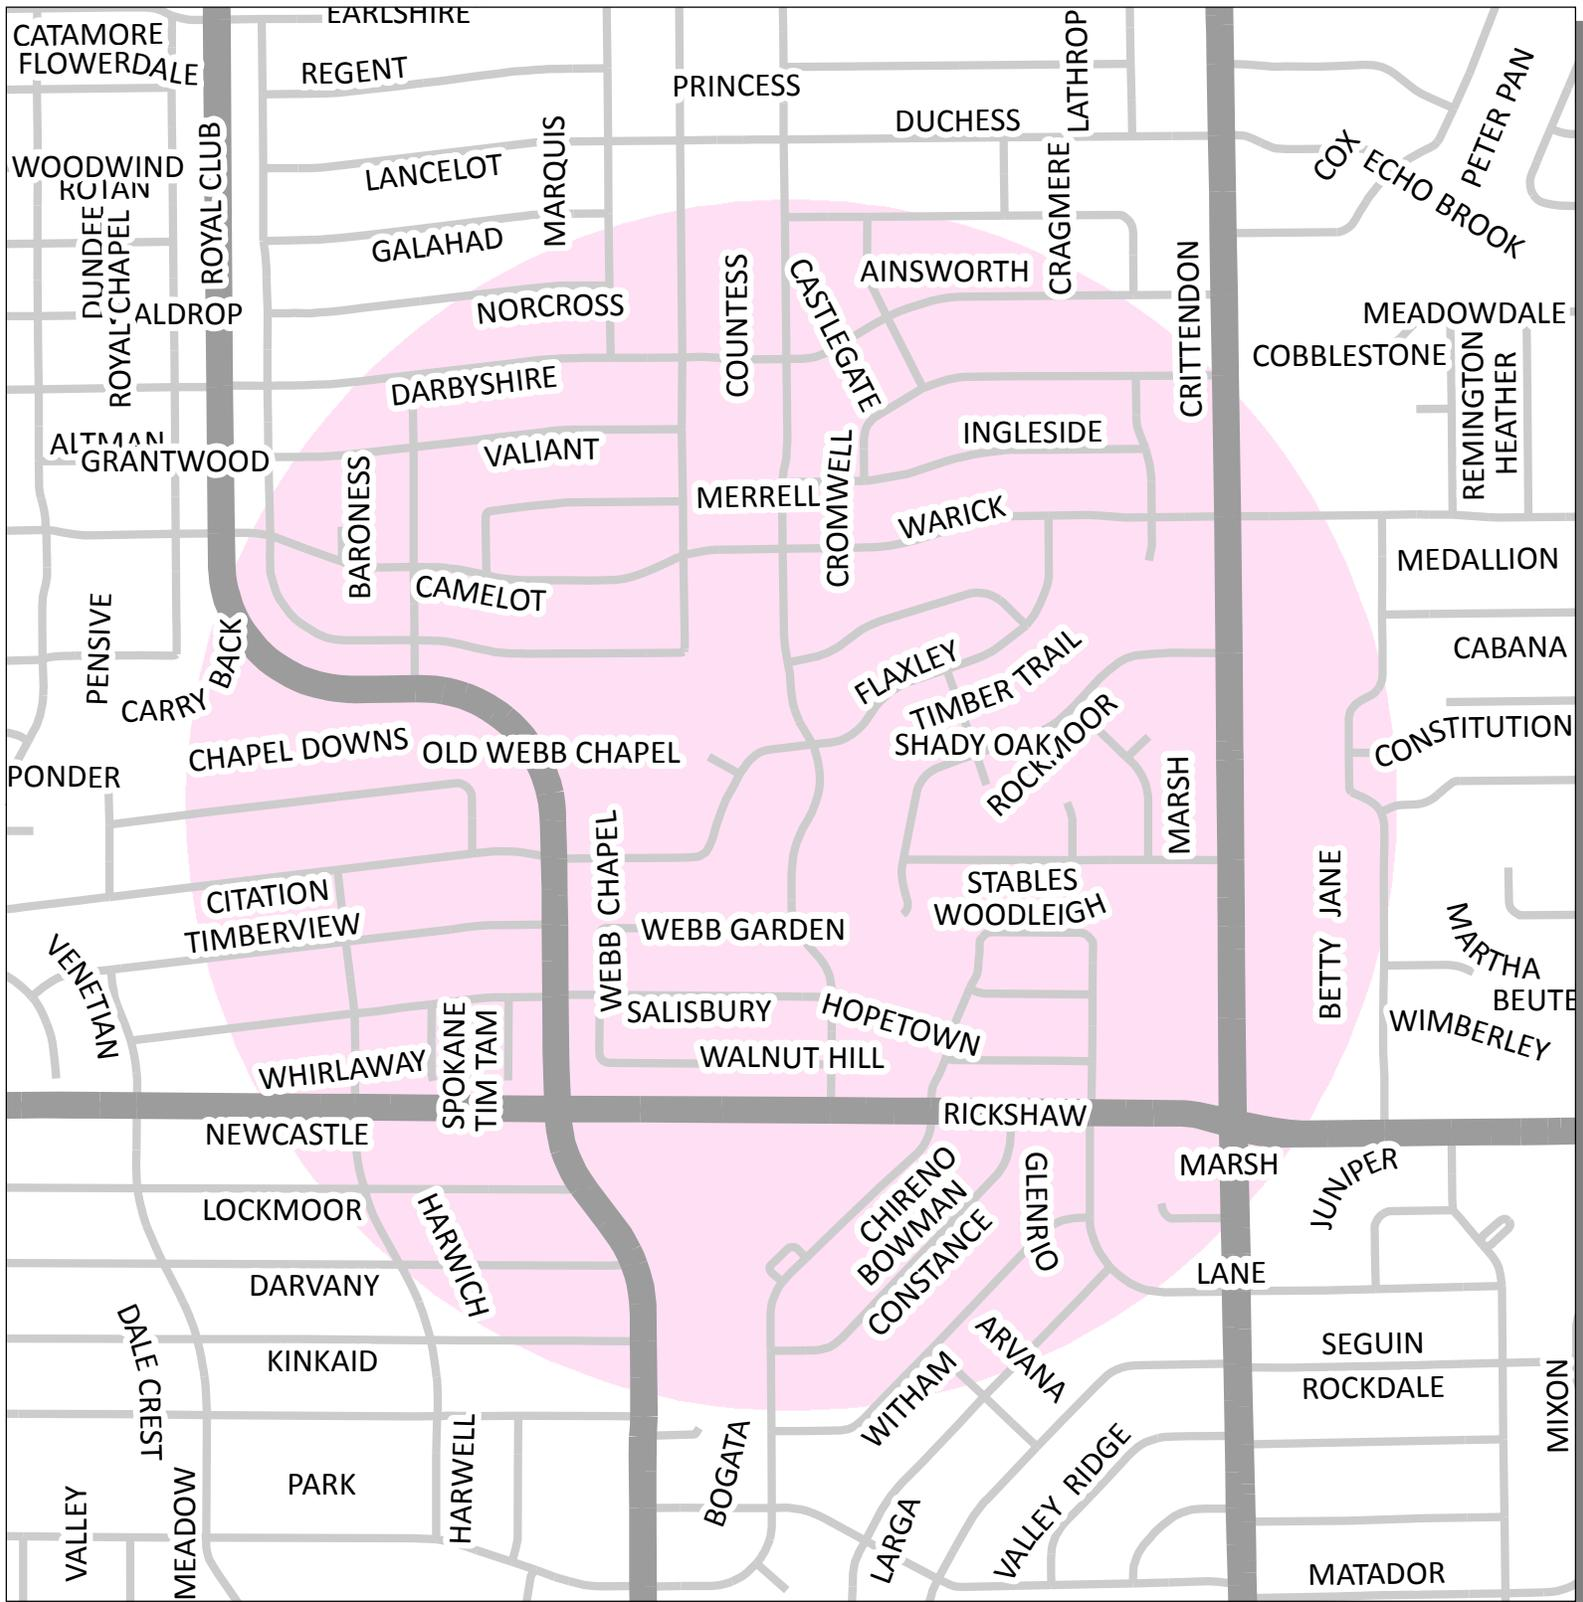 EARLSHIRE
CATAMORE
FLOWERDALE
REGENT
PRINCESS
LATHROP
DUCHESS
PETER PAN
COX
ECHO BROOK
WOODWIND
ROTAN
ROYAL CLUB
LANCELOT
MARQUIS
GALAHAD
DUNDEE
ROYAL CHAPEL
ALDROP
NORCROSS
COUNTESS
CASTLEGATE
AINSWORTH
CRAGMERE
CRITTENDON
MEADOWDALE
COBBLESTONE
REMINGTON
HEATHER
DARBYSHIRE
ALTMAN
GRANTWOOD
BARONESS
VALIANT
MERRELL
CROMWELL
INGLESIDE
WARICK
MEDALLION
CAMELOT
PENSIVE
CARRY BACK
FLAXLEY
TIMBER TRAIL
CABANA
SHADY OAK
ROCKMOOR
CONSTITUTION
CHAPEL DOWNS
OLD WEBB CHAPEL
PONDER
WEBB CHAPEL
MARSH
BETTY JANE
CITATION
TIMBERVIEW
STABLES
WOODLEIGH
WEBB GARDEN
VENETIAN
MARTHA
BEUTE
WIMBERLEY
SALISBURY
HOPETOWN
WHIRLAWAY
SPOKANE
TIM TAM
WALNUT HILL
RICKSHAW
NEWCASTLE
MARSH
JUNIPER
LOCKMOOR
HARWICH
CHIRENO
BOWMAN
CONSTANCE
GLENRIO
LANE
DARVANY
DALE CREST
KINKAID
ARVANA
WITHAM
SEGUIN
ROCKDALE
MIXON
HARWELL
BOGATA
VALLEY RIDGE
PARK
VALLEY
MEADOW
LARGA
MATADOR